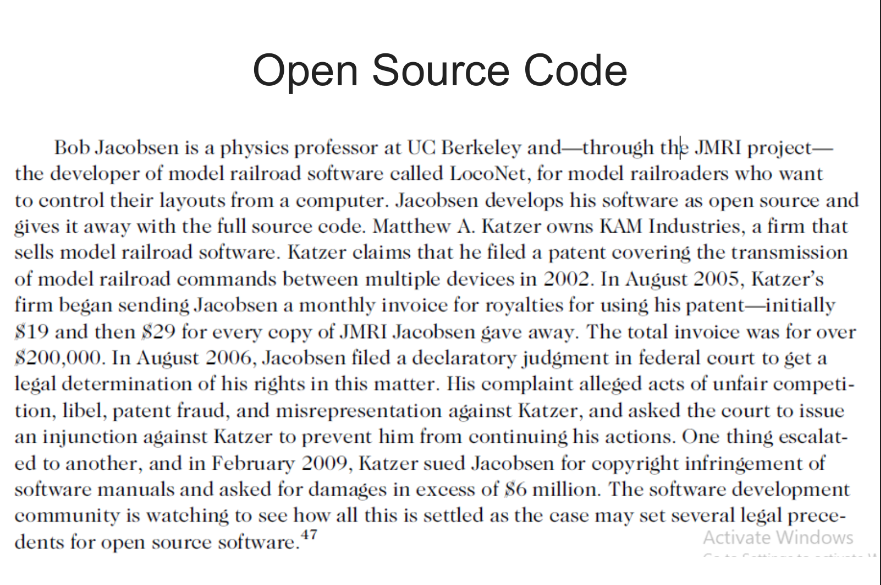 Open Source Code
Bob Jacobsen is a physics professor at UC Berkeley and—through the JMRI project—
the developer of model railroad software called LocoNet, for model railroaders who want
to control their layouts from a computer. Jacobsen develops his software as open source and
gives it away with the full source code. Matthew A. Katzer owns KAM Industries, a firm that
sells model railroad software. Katzer claims that he filed a patent covering the transmission
of model railroad commands between multiple devices in 2002. In August 2005, Katzer's
firm began sending Jacobsen a monthly invoice for royalties for using his patent—initially
$19 and then $29 for every copy of JMRI Jacobsen gave away. The total invoice was for over
$200,000. In August 2006, Jacobsen filed a declaratory judgment in federal court to get a
legal determination of his rights in this matter. His complaint alleged acts of unfair competi-
tion, libel, patent fraud, and misrepresentation against Katzer, and asked the court to issue
an injunction against Katzer to prevent him from continuing his actions. One thing escalat-
ed to another, and in February 2009, Katzer sued Jacobsen for copyright infringement of
software manuals and asked for damages in excess of $6 million. The software development
community is watching to see how all this is settled as the case may set several legal prece-
dents for open source software.47
Activate Windows